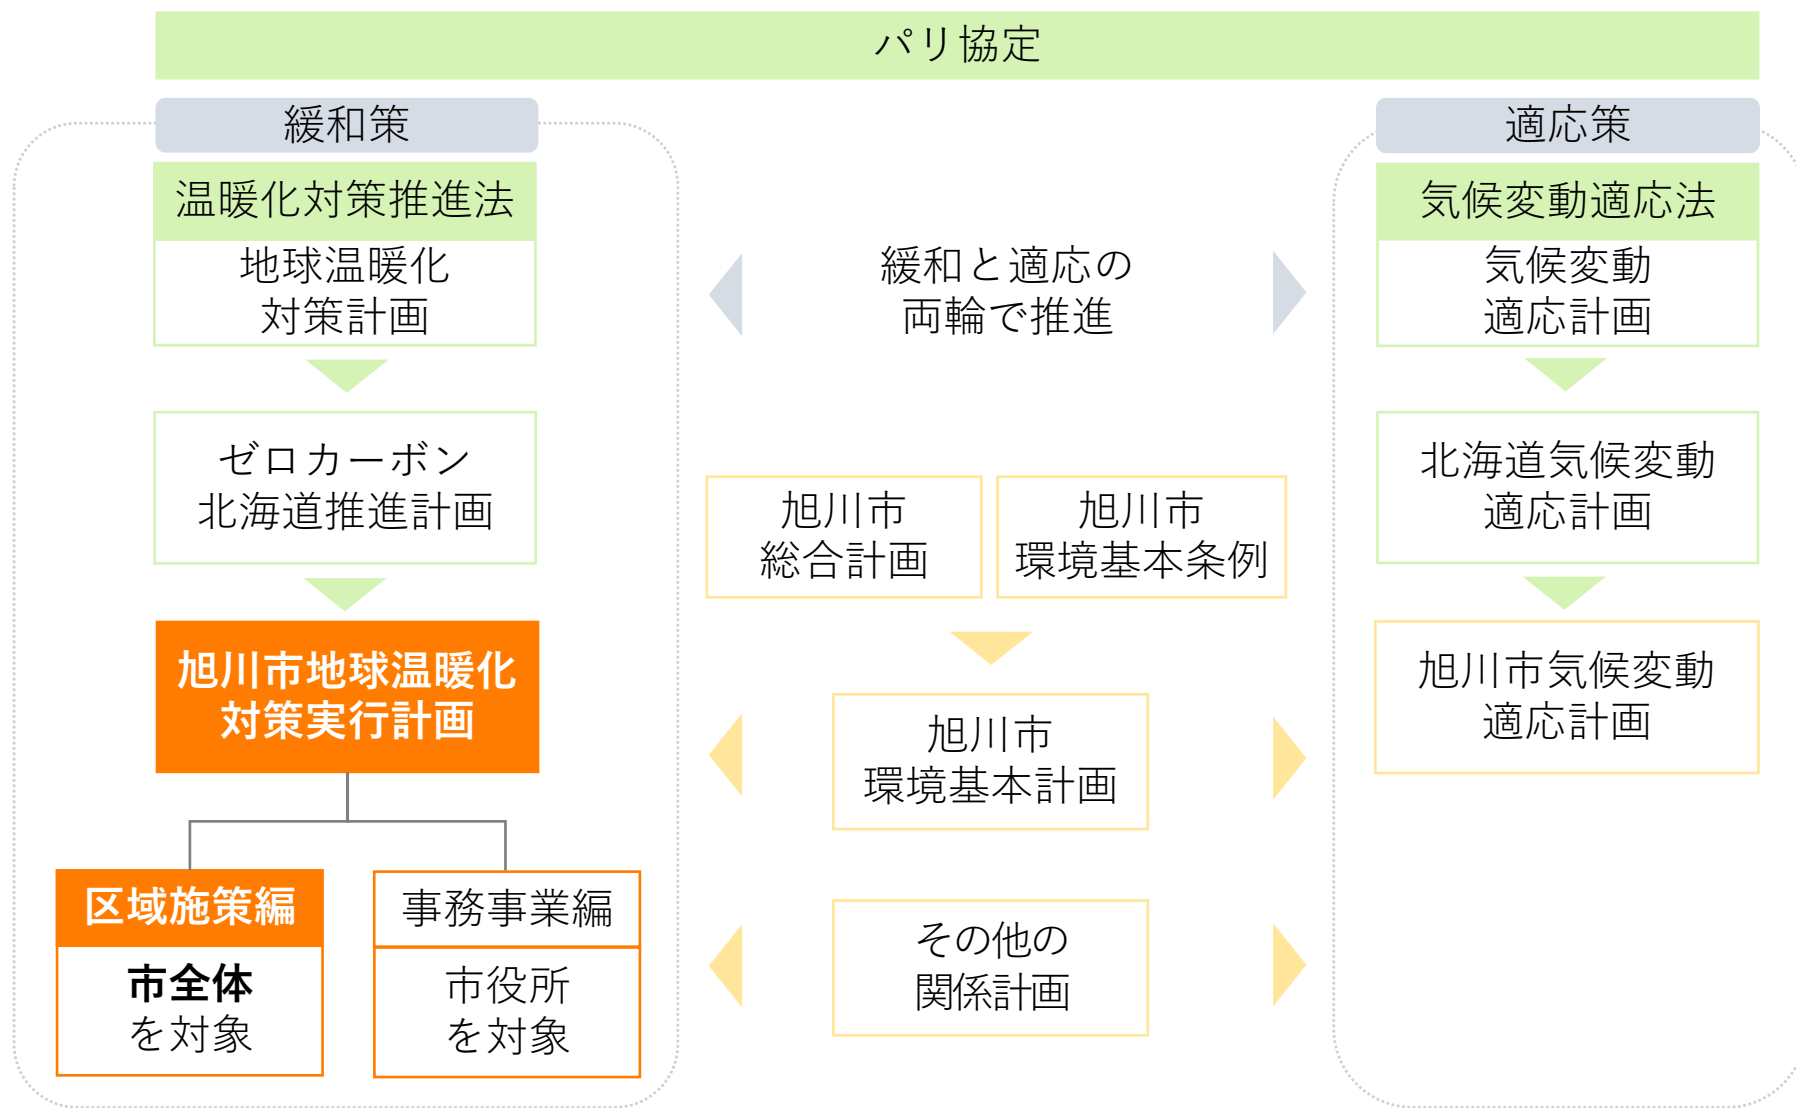 パリ協定
緩和策
温暖化対策推進法
地球温暖化
対策計画
ゼロカーボン
北海道推進計画
旭川市地球温暖化
対策実行計画
区域施策編
市全体
を対象
事務事業編
市役所
を対象
緩和と適応の
両輪で推進
旭川市
総合計画
旭川市
環境基本条例
旭川市
環境基本計画
その他の
関係計画
適応策
気候変動適応法
気候変動
適応計画
北海道気候変動
適応計画
旭川市気候変動
適応計画